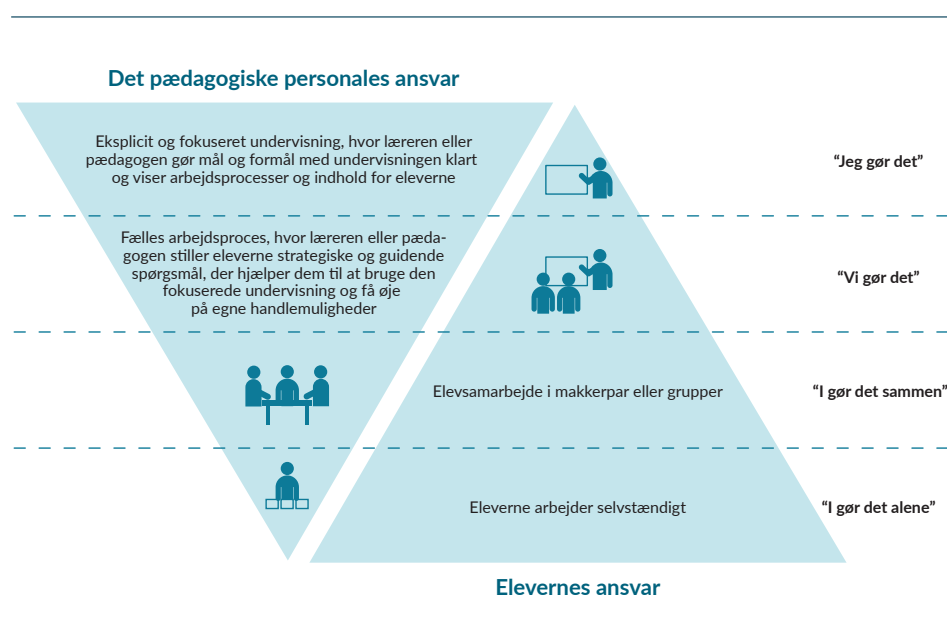 Det pædagogiske personales ansvar
Eksplicit og fokuseret undervisning, hvor læreren eller
pædagogen gør mål og formål med undervisningen klart
og viser arbejdsprocesser og indhold for eleverne
“Jeg gør det”
Fælles arbejdsproces, hvor læreren eller pæda-
gogen stiller eleverne strategiske og guidende
spørgsmål, der hjælper dem til at bruge den
fokuserede undervisning og få øje
på egne handlemuligheder
“Vi gør det”
Elevsamarbejde i makkerpar eller grupper
“I gør det sammen”
Eleverne arbejder selvstændigt
“I gør det alene”
Elevernes ansvar